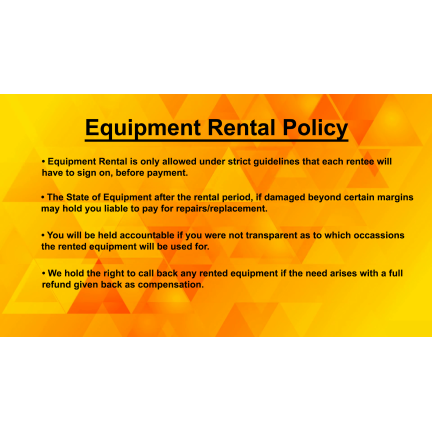 Equipment Rental Policy
• Equipment Rental is only allowed under strict guidelines that each rentee will
have to sign on, before payment.
• The State of Equipment after the rental period, if damaged beyond certain margins
may hold you liable to pay for repairs/replacement.
• You will be held accountable if you were not transparent as to which occassions
the rented equipment will be used for.
• We hold the right to call back any rented equipment if the need arises with a full
refund given back as compensation.